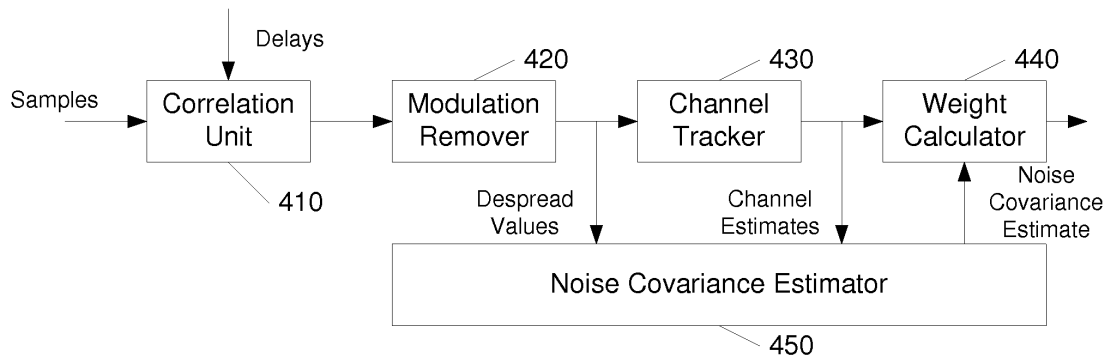 Delays
Samples
Correlation
Unit
410
420
Modulation
Remover
430
Channel
Tracker
440
Weight
Calculator
Despread
Values
Channel
Estimates
Noise
Covariance
Estimate
Noise Covariance Estimator
450